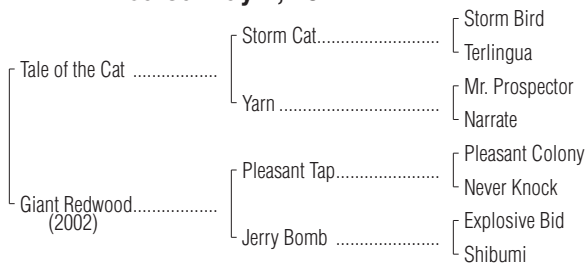 Storm Bird
Storm Cat........................
Terlingua
Tale of the Cat .................
Mr. Prospector
Yarn ................................
Narrate
Pleasant Colony
Pleasant Tap.....................
Never Knock
Giant Redwood.................
(2002)
Explosive Bid
Jerry Bomb .....................
Shibumi